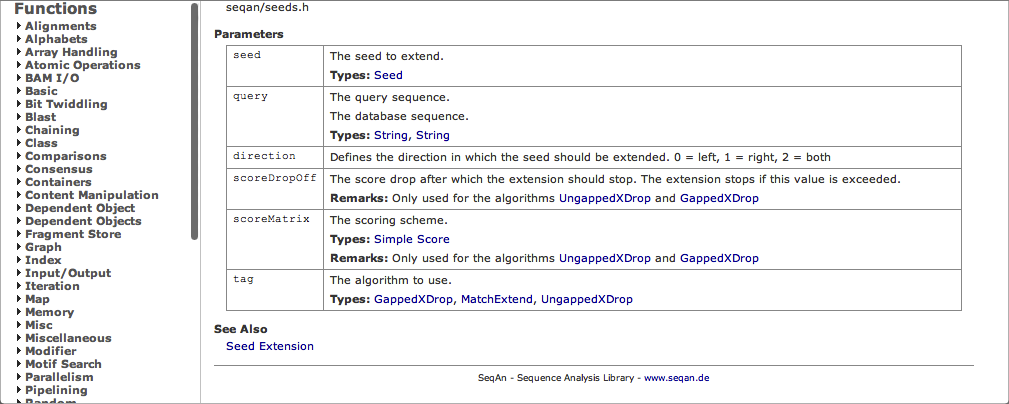 Functions
Alignments
Alphabets
Array Handling
Atomic Operations
BAM I/O
Basic
Bit Twiddling
Blast
Chaining
Class
Comparisons
Consensus
Containers
Content Manipulation
Dependent Object
Dependent Objects
Fragment Store
Graph
Index
Input/Output
Iteration
Map
Memory
Misc
Miscellaneous
Modifier
Motif Search
Parallelism
Pipelining
Random
seqan/seeds.h
Parameters
seed
The seed to extend.
Types: Seed
query
The query sequence.
The database sequence.
Types: String, String
direction
Defines the direction in which the seed should be extended. 0 = left, 1 = right, 2 = both
scoreDropOff
The score drop after which the extension should stop. The extension stops if this value is exceeded.
Remarks: Only used for the algorithms UngappedXDrop and GappedXDrop
scoreMatrix
The scoring scheme.
Types: Simple Score
Remarks: Only used for the algorithms UngappedXDrop and GappedXDrop
tag
The algorithm to use.
Types: GappedXDrop, MatchExtend, UngappedXDrop
See Also
Seed Extension
SeqAn - Sequence Analysis Library - www.seqan.de